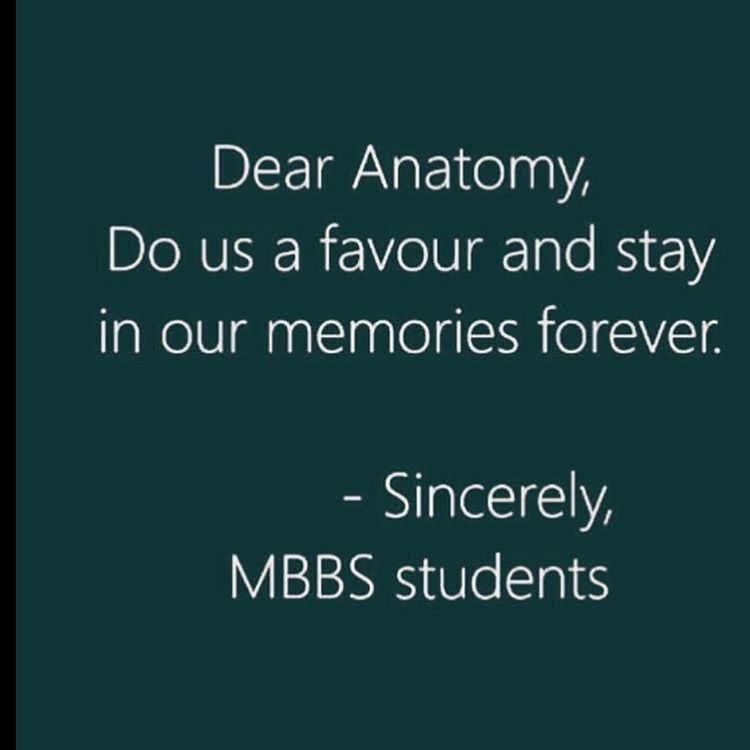 Dear Anatomy,
Do us a favour and stay
in our memories forever.
- Sincerely,
MBBS students